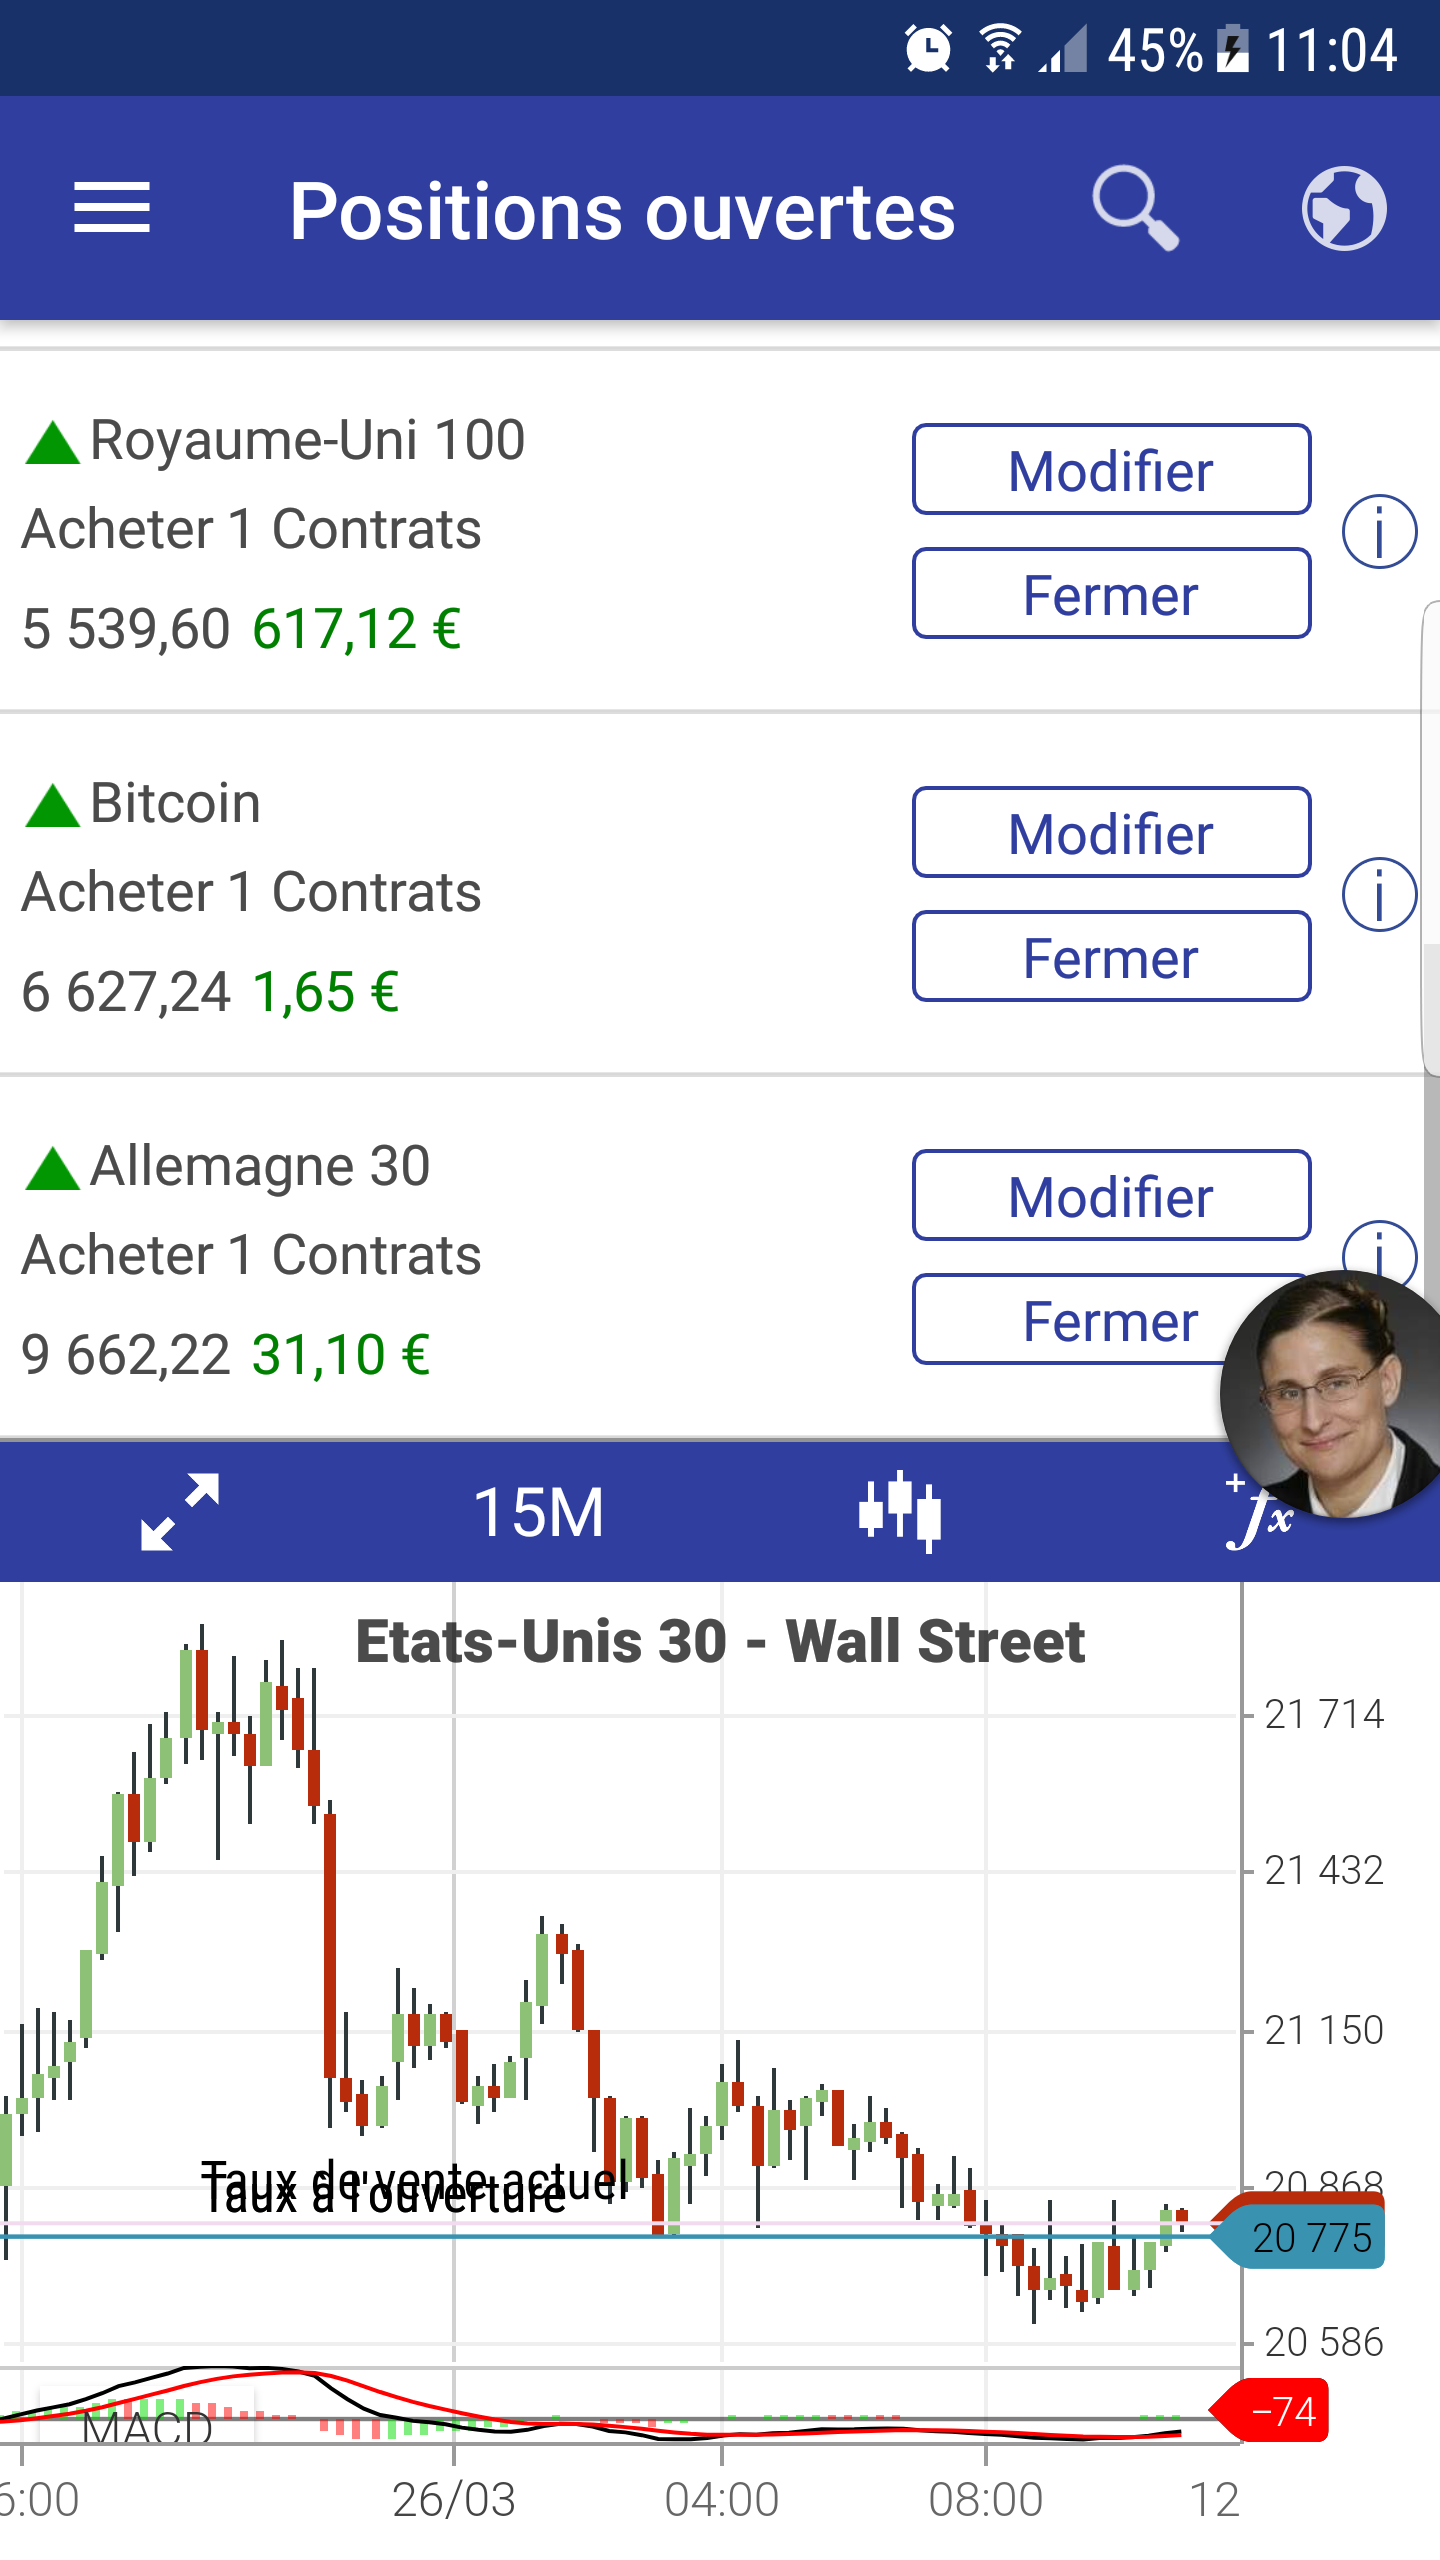 45% 11:04
Positions ouvertes
Royaume-Uni 100
Modifier
Acheter 1 Contrats
Fermer
5 539,60 617,12 €
Bitcoin
Modifier
Acheter 1 Contrats
Fermer
6 627,24 1,65 €
Allemagne 30
Modifier
Acheter 1 Contrats
Fermer
9 662,22 31,10 €
15M
Etats-Unis 30 - Wall Street
21 714
21 432
21 150
Taux de vente actuel
Taux à l'ouverture
20 868
20 775
20 586
MACD
−74
6:00 26/03 04:00 08:00 12